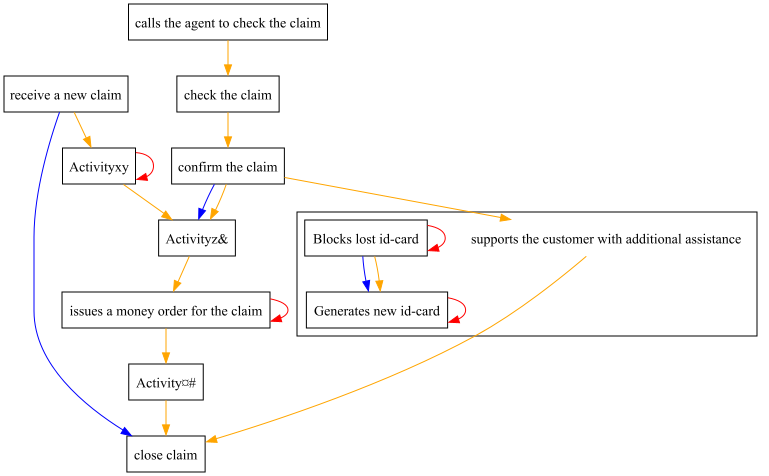 calls the agent to check the claim
receive a new claim
check the claim
Activityxy
confirm the claim
Blocks lost id-card
Activityz&
supports the customer with additional assistance
issues a money order for the claim
Generates new id-card
Activity¤#
close claim